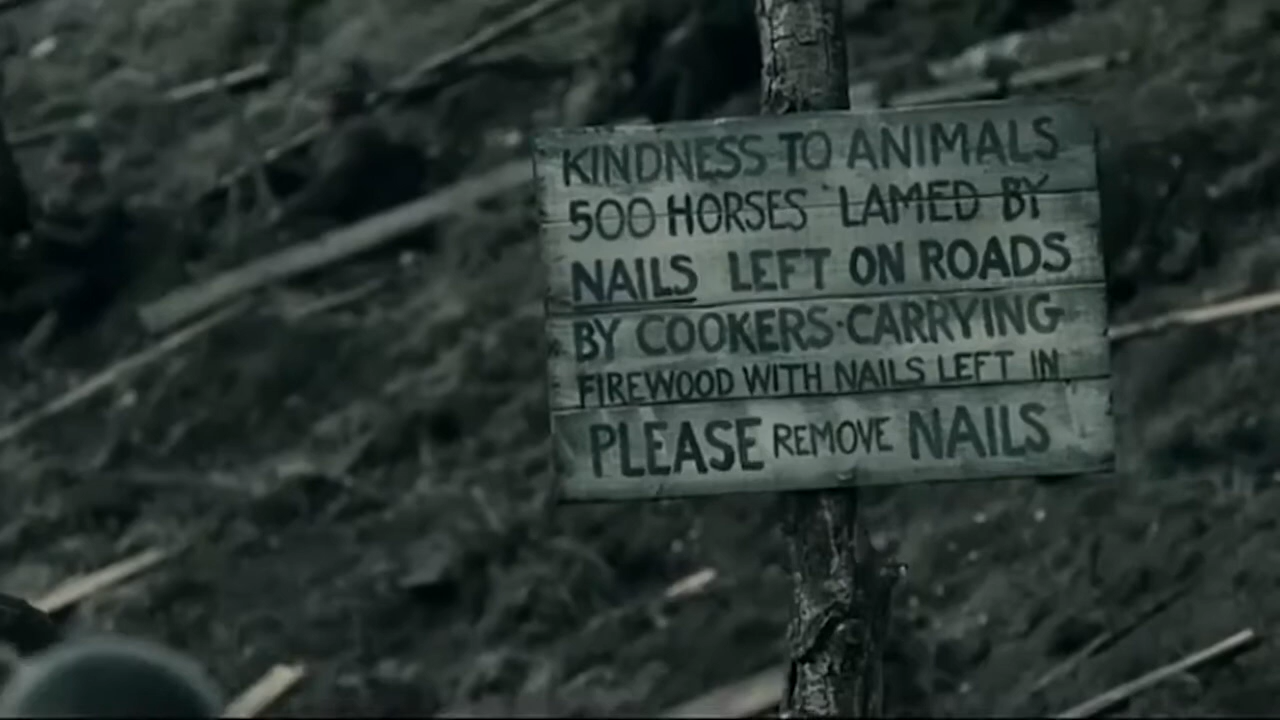 KINDNESS TO ANIMALS
500 HORSES LAMED BY
NAILS LEFT ON ROADS
BY COOKERS·CARRYING
FIREWOOD WITH NAILS LEFT IN
PLEASE REMOVE NAILS